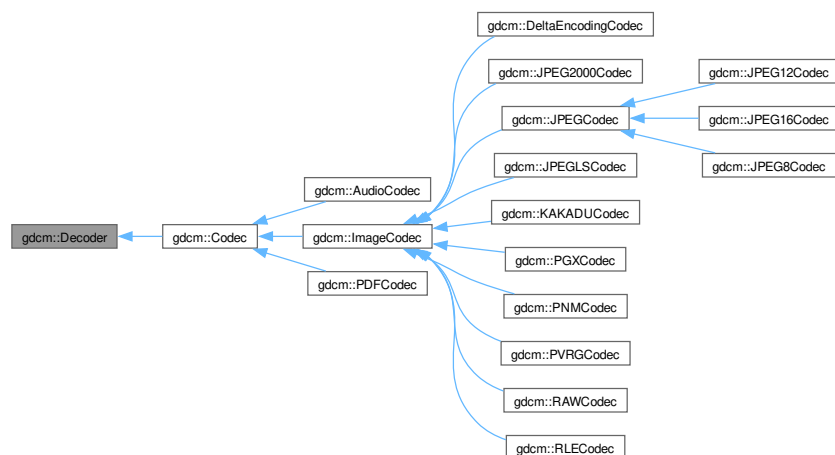 gdcm::DeltaEncodingCodec
gdcm::JPEG2000Codec
gdcm::JPEG12Codec
gdcm::JPEGCodec
gdcm::JPEG16Codec
gdcm::JPEGLSCodec
gdcm::JPEG8Codec
gdcm::AudioCodec
gdcm::KAKADUCodec
gdcm::Decoder
gdcm::Codec
gdcm::ImageCodec
gdcm::PGXCodec
gdcm::PDFCodec
gdcm::PNMCodec
gdcm::PVRGCodec
gdcm::RAWCodec
gdcm::RLECodec